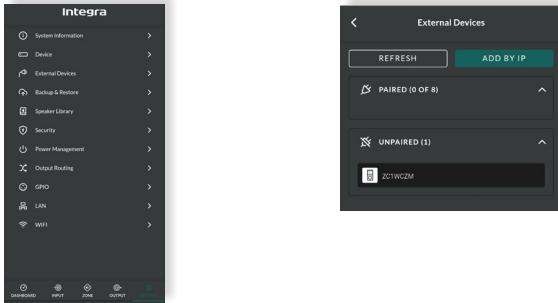 Integra
System Information
Device
External Devices
Backup & Restore
Speaker Library
Security
Power Management
Output Routing
GPIO
LAN
WIFI
DASHBOARD INPUT ZONE OUTPUT
External Devices
REFRESH ADD BY IP
PAIRED (0 OF 8)
UNPAIRED (1)
ZC1WCZM